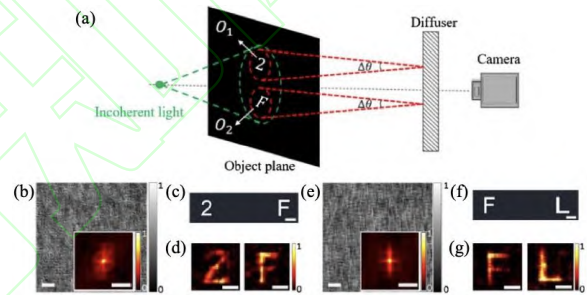 (a)
O1
2
F
O2
Δθ
Δθ
Diffuser
Camera
Incoherent light
Object plane
(b)
1
0
1
0
(c)
2 F
(d)
2 F
1
0
(e)
1
0
1
0
(f)
F L
(g)
F L
1
0